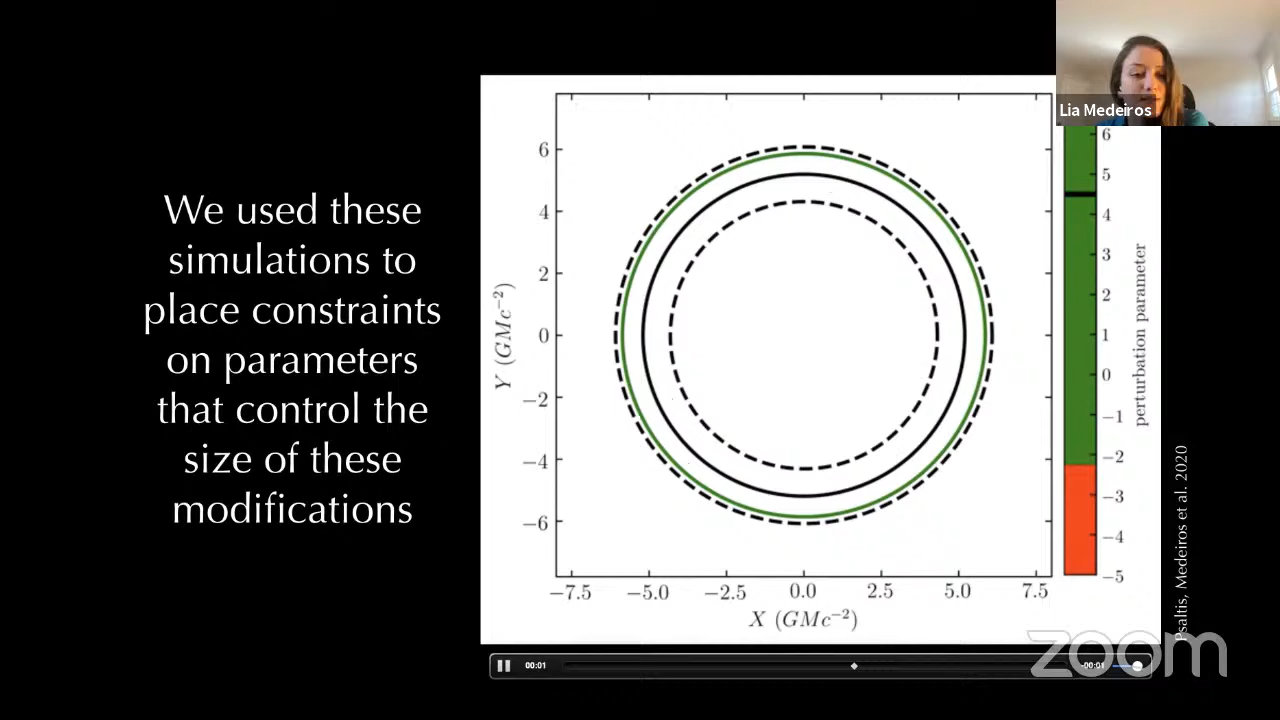 Lia Medeiros
We used these
simulations to
place constraints
on parameters
that control the
size of these
modifications
6
4
2
0
−2
−4
−6
Y (GMc⁻²)
−7.5 −5.0 −2.5 0.0 2.5 5.0 7.5
X (GMc⁻²)
6
5
4
3
2
1
0
−1
−2
−3
−4
−5
perturbation parameter
Psaltis, Medeiros et al. 2020
00:01
-00:01
zoom